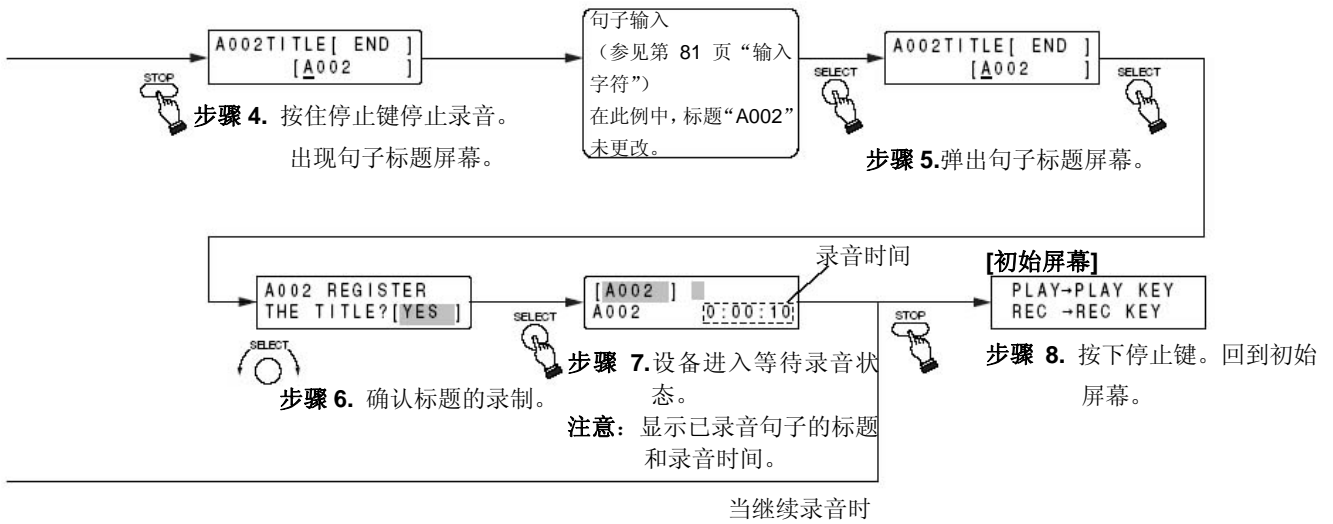 A002TITLE[ END ]
[A002 ]
STOP
步骤 4. 按住停止键停止录音。
出现句子标题屏幕。
句子输入
（参见第 81 页“输入
字符”）
在此例中，标题“A002”
未更改。
SELECT
A002TITLE[ END ]
[A002 ]
SELECT
步骤 5.弹出句子标题屏幕。
A002 REGISTER
THE TITLE?[YES ]
SELECT
步骤 6. 确认标题的录制。
SELECT
录音时间
[A002 ]
A002 0:00:10
步骤 7.设备进入等待录音状
态。
注意：显示已录音句子的标题
和录音时间。
STOP
[初始屏幕]
PLAY→PLAY KEY
REC →REC KEY
步骤 8. 按下停止键。回到初始
屏幕。
当继续录音时